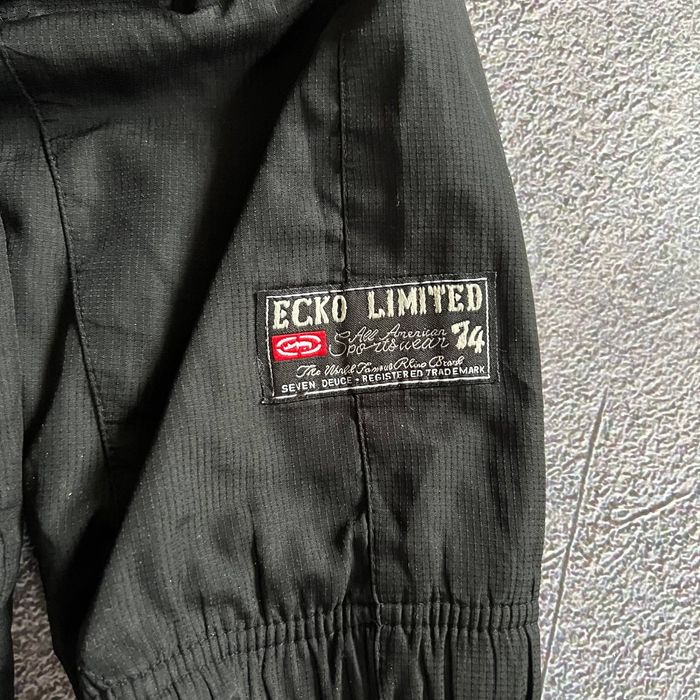 ECKO LIMITED
All American
Sportswear 74
The World Famous Rhino Brand
SEVEN DEUCE - REGISTERED TRADEMARK